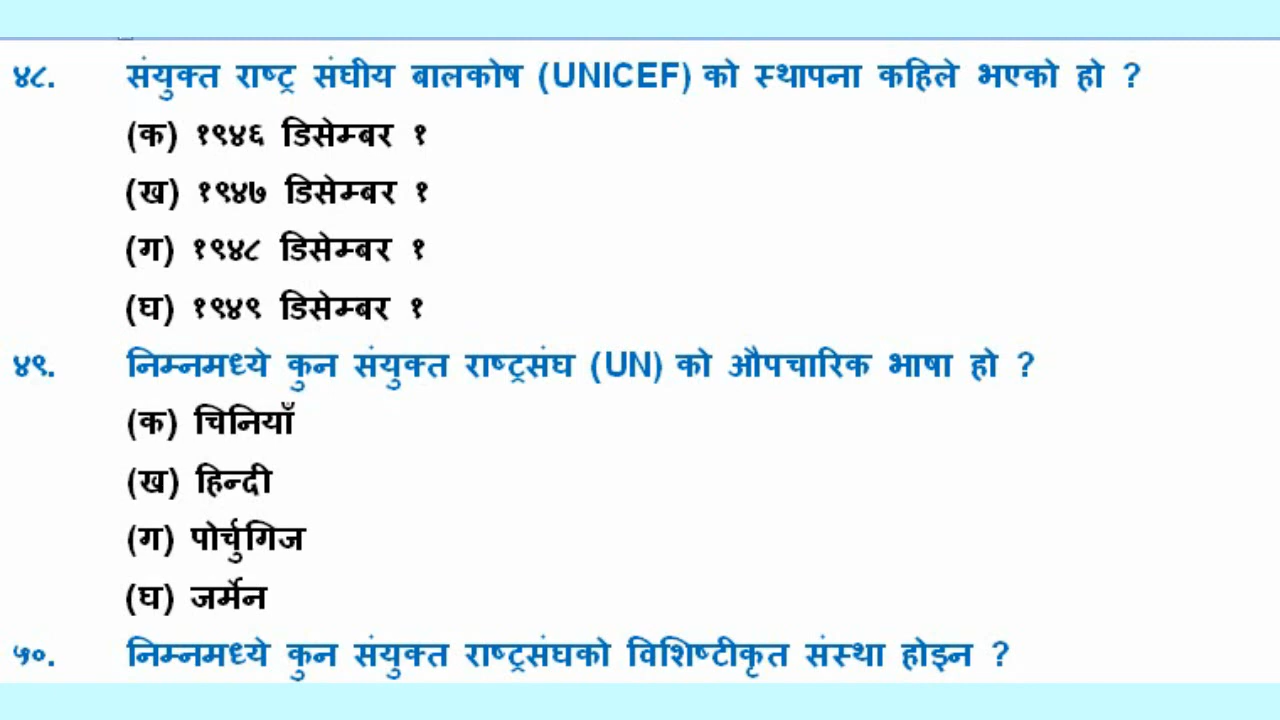 ४८. संयुक्त राष्ट्र संघीय बालकोष (UNICEF) को स्थापना कहिले भएको हो ?
(क) १९४६ डिसेम्बर १
(ख) १९४७ डिसेम्बर १
(ग) १९४८ डिसेम्बर १
(घ) १९४९ डिसेम्बर १
४९. निम्नमध्ये कुन संयुक्त राष्ट्रसंघ (UN) को औपचारिक भाषा हो ?
(क) चिनियाँ
(ख) हिन्दी
(ग) पोर्चुगिज
(घ) जर्मेन
५०. निम्नमध्ये कुन संयुक्त राष्ट्रसंघको विशिष्टीकृत संस्था होइन ?